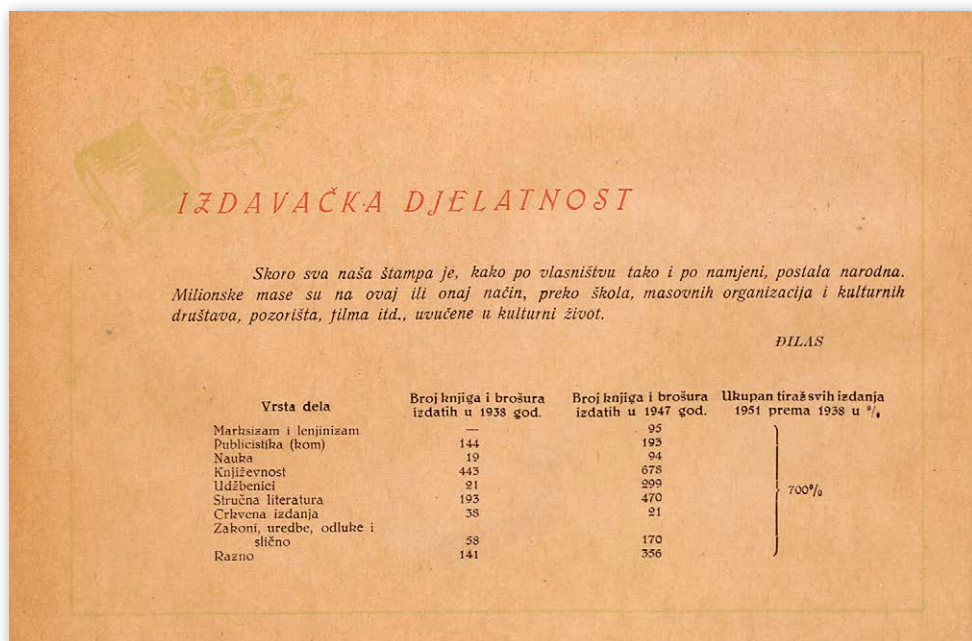 IZDAVAČKA DJELATNOST
Skoro sva naša štampa je, kako po vlasništvu tako i po namjeni, postala narodna.
Milionske mase su na ovaj ili onaj način, preko škola, masovnih organizacija i kulturnih
društava, pozorišta, filma itd., uvučene u kulturni život.
ĐILAS
Vrsta dela Broj knjiga i brošura izdatih u 1938 god. Broj knjiga i brošura izdatih u 1947 god. Ukupan tiraž svih izdanja 1951 prema 1938 u %
Marksizam i lenjinizam — 95
Publicistika (kom) 144 193
Nauka 19 94
Književnost 443 678
Udžbenici 21 299
Stručna literatura 193 470
Crkvena izdanja 38 21
Zakoni, uredbe, odluke i
slično 58 170
Razno 141 356
700%